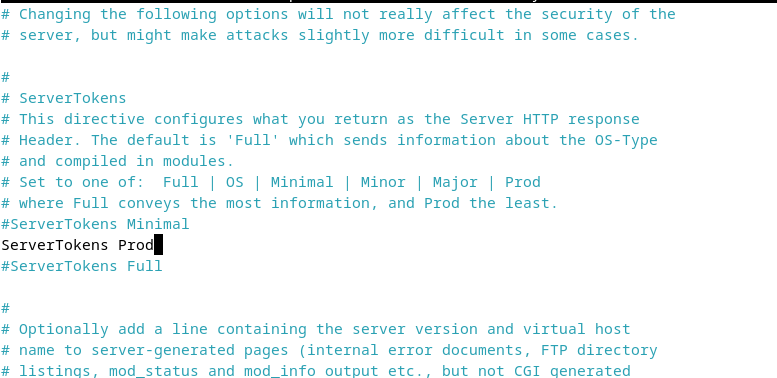 # Changing the following options will not really affect the security of the
# server, but might make attacks slightly more difficult in some cases.
#
# ServerTokens
# This directive configures what you return as the Server HTTP response
# Header. The default is 'Full' which sends information about the OS-Type
# and compiled in modules.
# Set to one of:  Full | OS | Minimal | Minor | Major | Prod
# where Full conveys the most information, and Prod the least.
#ServerTokens Minimal
ServerTokens Prod
#ServerTokens Full
#
# Optionally add a line containing the server version and virtual host
# name to server-generated pages (internal error documents, FTP directory
# listings, mod_status and mod_info output etc., but not CGI generated